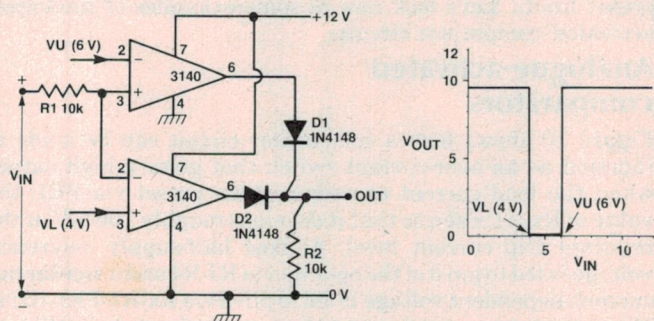 +12 V
VU (6 V)
2
7
−
3140
6
+
+
R1 10k
3
4
D1
1N4148
VIN
2
7
−
3140
6
OUT
VL (4 V)
+
3
4
D2
1N4148
R2
10K
−
0 V
12
10
VOUT
5
VL (4 V)
VU (6 V)
0
0
5
10
VIN